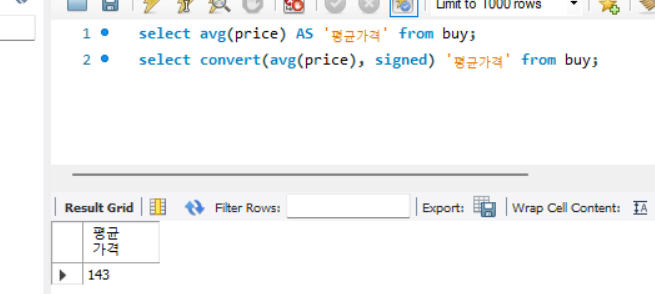 Limit to 1000 rows
1 select avg(price) AS '평균가격' from buy;
2 select convert(avg(price), signed) '평균가격' from buy;
Result Grid Filter Rows: Export: Wrap Cell Content: IA
평균
가격
143